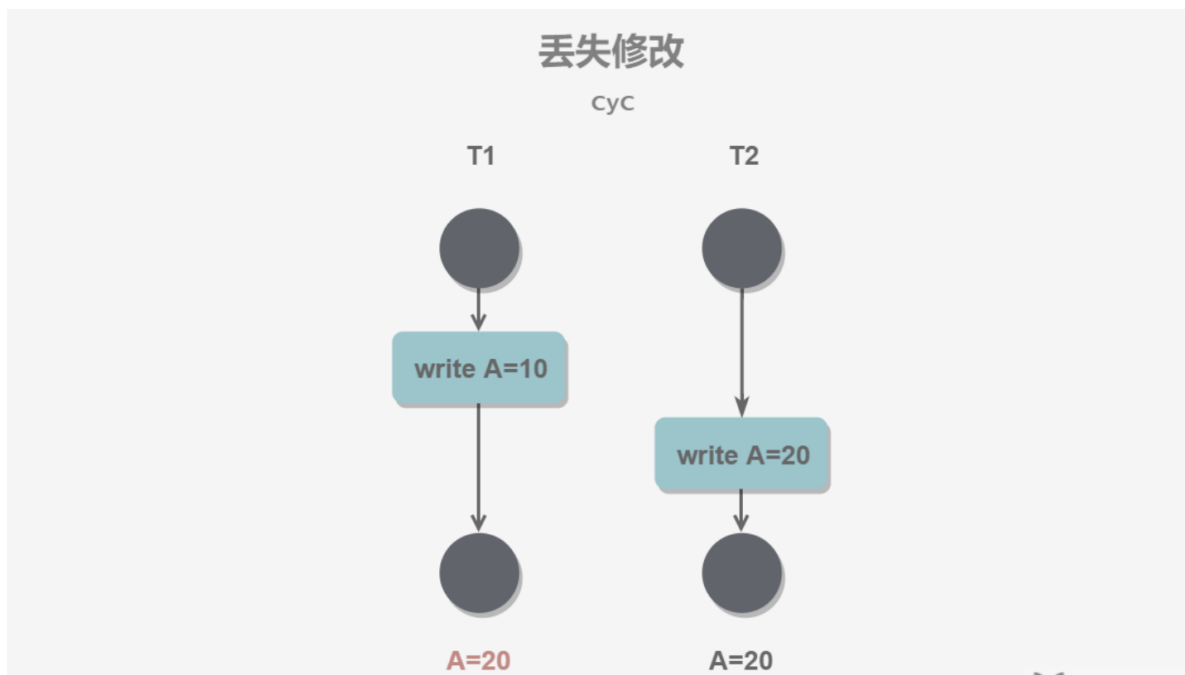 丢失修改
CyC
T1 T2
write A=10
write A=20
A=20 A=20